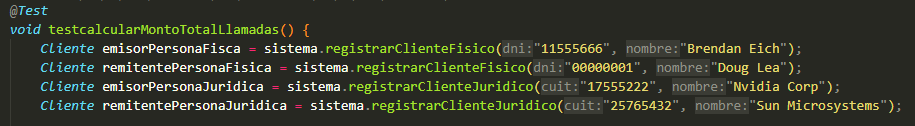 @Test
void testcalcularMontoTotalLlamadas() {
Cliente emisorPersonaFisca = sistema.registrarClienteFisico(dni:"11555666", nombre:"Brendan Eich");
Cliente remitentePersonaFisica = sistema.registrarClienteFisico(dni:"00000001", nombre:"Doug Lea");
Cliente emisorPersonaJuridica = sistema.registrarClienteJuridico(cuit:"17555222", nombre:"Nvidia Corp");
Cliente remitentePersonaJuridica = sistema.registrarClienteJuridico(cuit:"25765432", nombre:"Sun Microsystems");